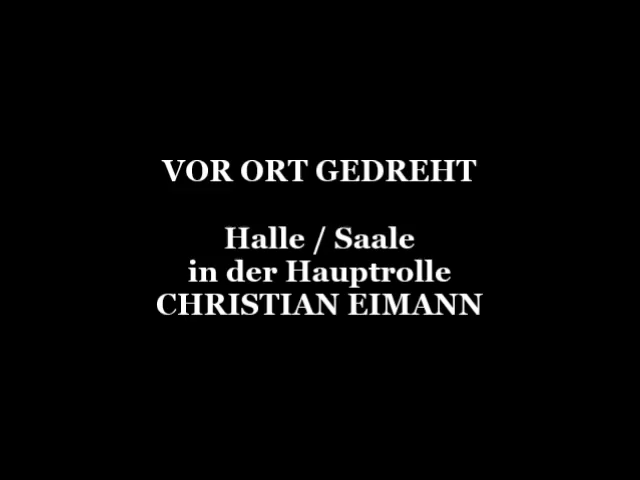 VOR ORT GEDREHT
Halle / Saale
in der Hauptrolle
CHRISTIAN EIMANN